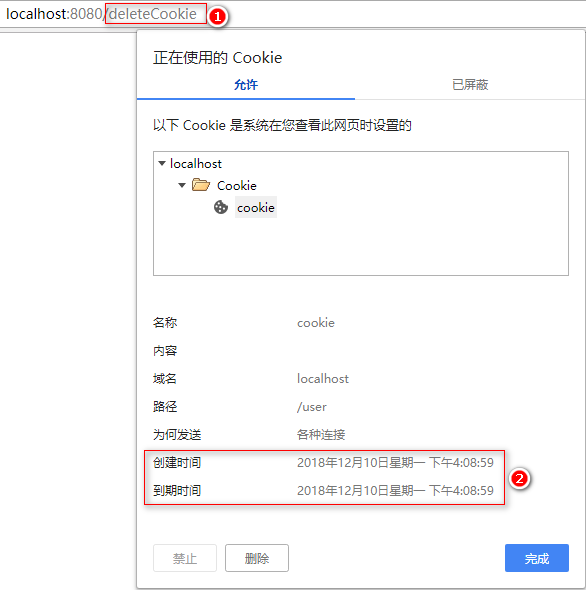 localhost:8080/deleteCookie 1
正在使用的 Cookie
允许 已屏蔽
以下 Cookie 是系统在您查看此网页时设置的
localhost
Cookie
cookie
名称 cookie
内容
域名 localhost
路径 /user
为何发送 各种连接
创建时间 2018年12月10日星期一 下午4:08:59
到期时间 2018年12月10日星期一 下午4:08:59
2
禁止 删除 完成